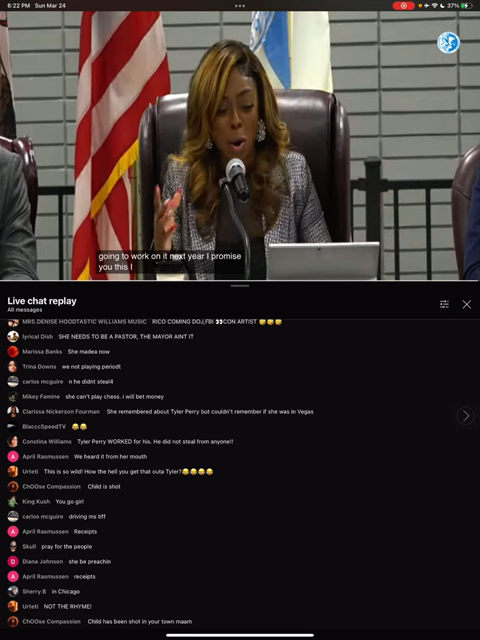 6:22 PM Sun Mar 24
37%
going to work on it next year I promise
you this I
Live chat replay
All messages
MRS.DENISE HOODTASTIC WILLIAMS MUSIC RICO COMING DOJ,FBI 👀CON ARTIST 🤣🤣🤣
lyrical Dish SHE NEEDS TO BE A PASTOR, THE MAYOR AINT IT
Marissa Banks She madea now
Trina Downs we not playing periodt
carlos mcguire n he didnt steal4
Mikey Famine she can't play chess. i will bet money
Clarissa Nickerson Fourman She remembered about Tyler Perry but couldn't remember if she was in Vegas
BlacccSpeedTV 😂😂
Constina Williams Tyler Perry WORKED for his. He did not steal from anyone!!
April Rasmussen We heard it from her mouth
Urteti This is so wild! How the hell you get that outa Tyler?😂😂😂😂
ChOOse Compassion Child is shot
King Kush You go girl
carlos mcguire driving ms tiff
April Rasmussen Receipts
Skull pray for the people
Diana Johnson she be preachin
April Rasmussen receipts
Sherry B in Chicago
Urteti NOT THE RHYME!
ChOOse Compassion Child has been shot in your town maam